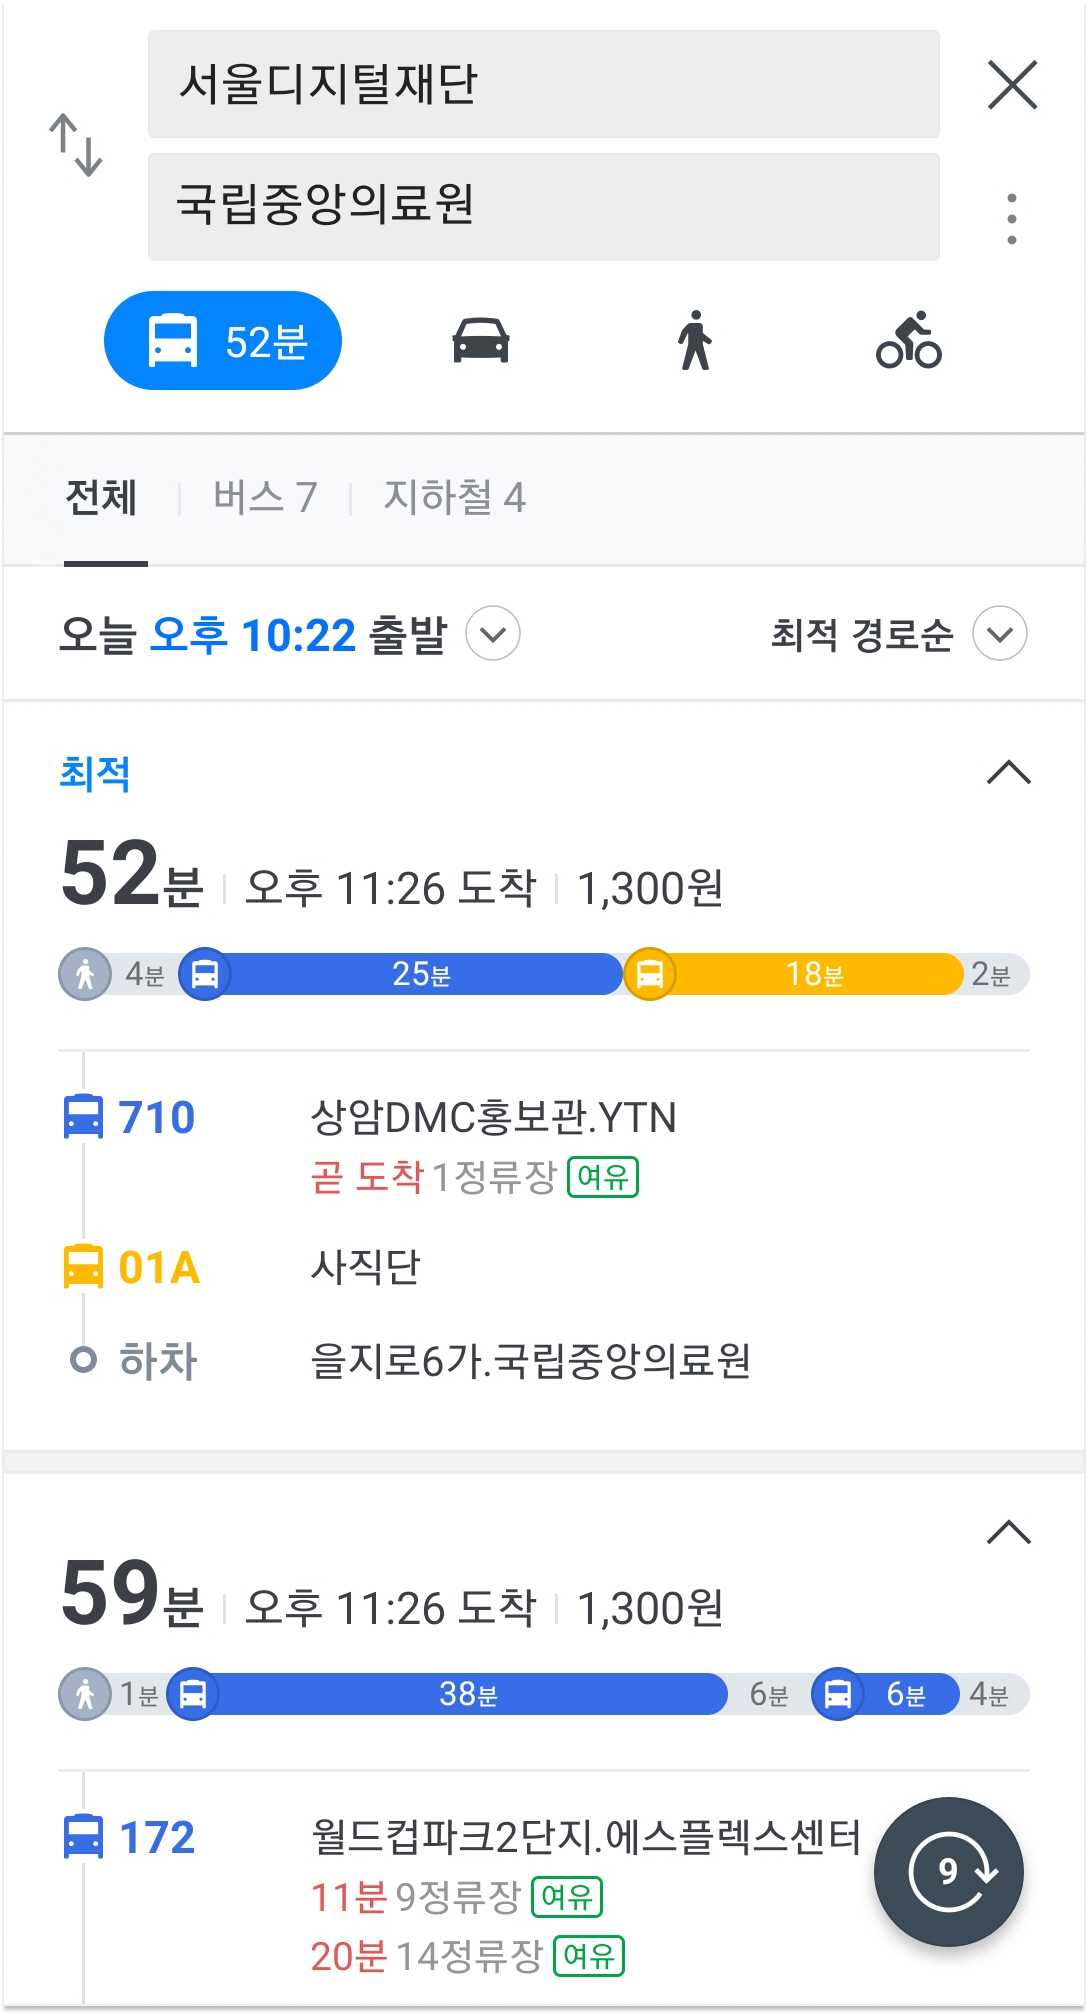 서울디지털재단
국립중앙의료원
52분
전체 버스 7 지하철 4
오늘 오후 10:22 출발 최적 경로순
최적
52분 오후 11:26 도착 1,300원
4분 25분 18분 2분
710 상암DMC홍보관.YTN
곧 도착 1정류장 여유
01A 사직단
하차 을지로6가.국립중앙의료원
59분 오후 11:26 도착 1,300원
1분 38분 6분 6분 4분
172 월드컵파크2단지.에스플렉스센터
11분 9정류장 여유
9
20분 14정류장 여유